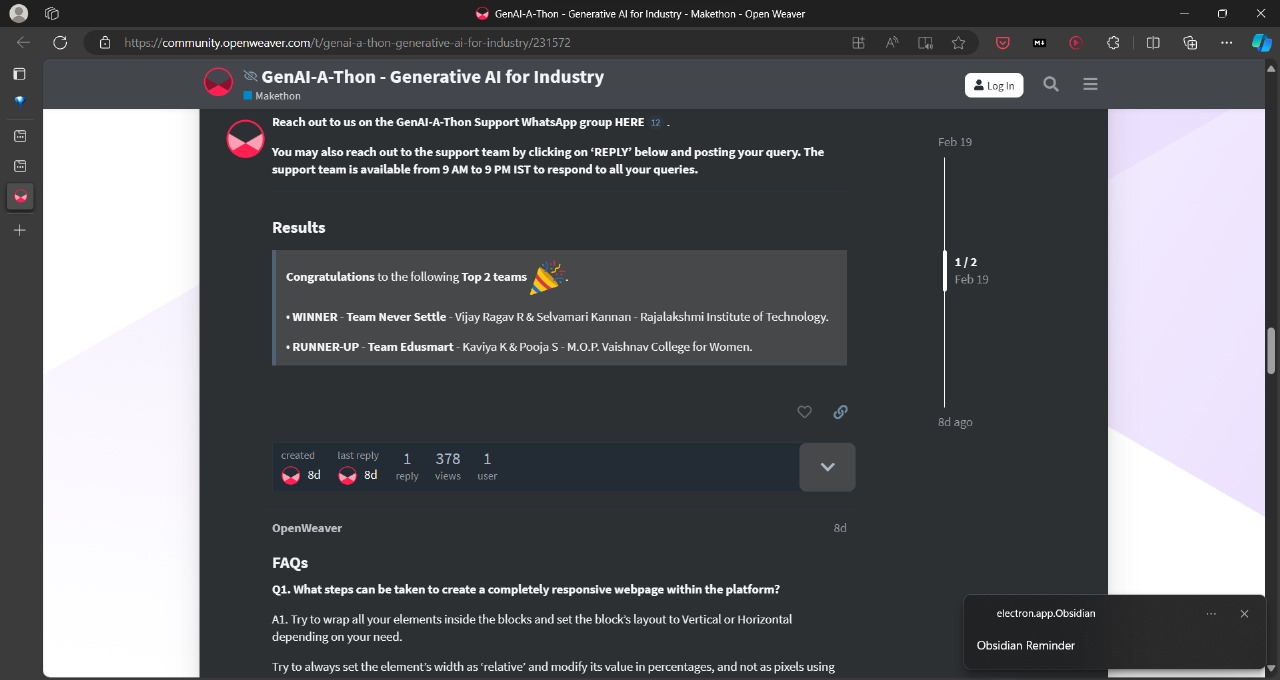 GenAI-A-Thon - Generative AI for Industry - Makethon - Open Weaver
https://community.openweaver.com/t/genai-a-thon-generative-ai-for-industry/231572
GenAI-A-Thon - Generative AI for Industry
Makethon
Log In
Reach out to us on the GenAI-A-Thon Support WhatsApp group HERE 12 .
You may also reach out to the support team by clicking on ‘REPLY’ below and posting your query. The
support team is available from 9 AM to 9 PM IST to respond to all your queries.
Feb 19
1 / 2
Feb 19
8d ago
Results
Congratulations to the following Top 2 teams .
• WINNER - Team Never Settle - Vijay Ragav R & Selvamari Kannan - Rajalakshmi Institute of Technology.
• RUNNER-UP - Team Edusmart - Kaviya K & Pooja S - M.O.P. Vaishnav College for Women.
created last reply 1 378 1
8d 8d reply views user
OpenWeaver 8d
FAQs
Q1. What steps can be taken to create a completely responsive webpage within the platform?
A1. Try to wrap all your elements inside the blocks and set the block’s layout to Vertical or Horizontal
depending on your need.
Try to always set the element’s width as ‘relative’ and modify its value in percentages, and not as pixels using
electron.app.Obsidian
Obsidian Reminder